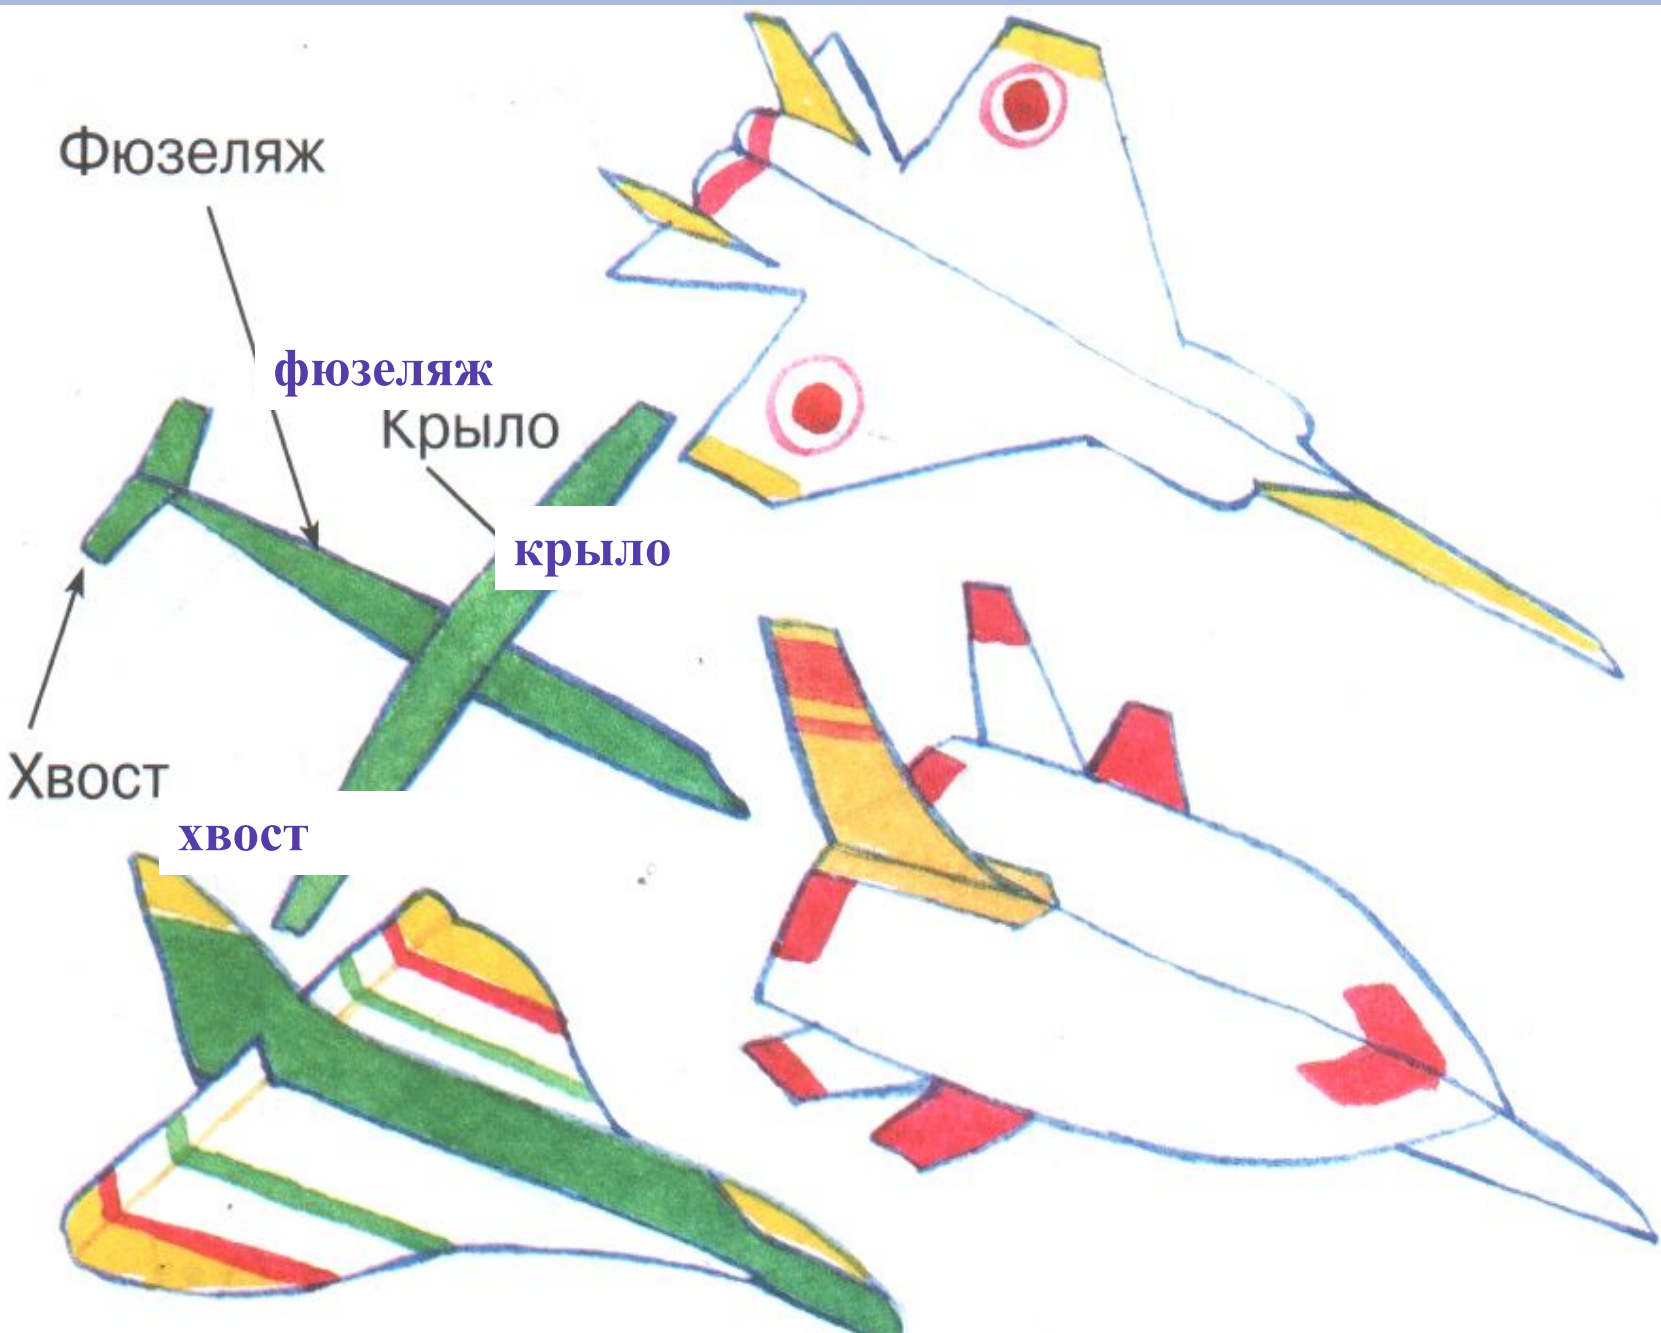 Фюзеляж
фюзеляж
Крыло
крыло
Хвост
хвост